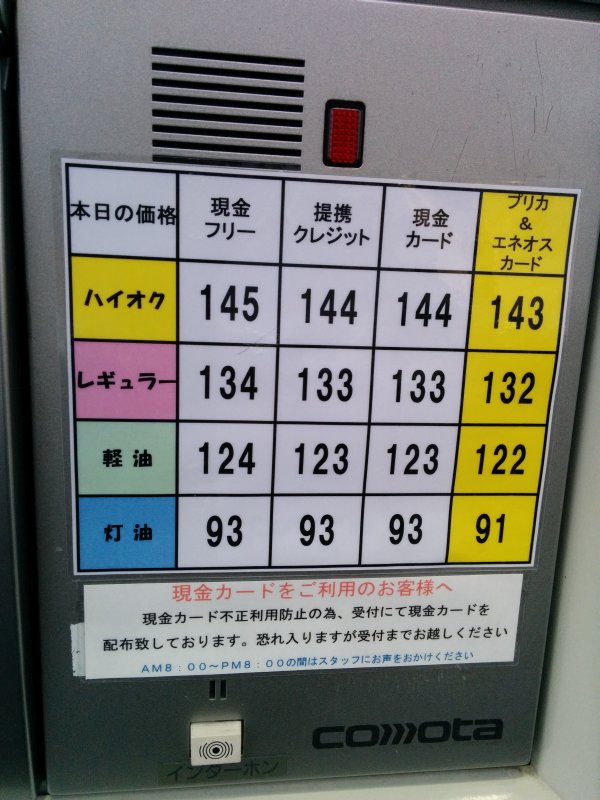 本日の価格 現金フリー 提携クレジット 現金カード プリカ&エネオスカード
ハイオク 145 144 144 143
レギュラー 134 133 133 132
軽油 124 123 123 122
灯油 93 93 93 91
現金カードをご利用のお客様へ
現金カード不正利用防止の為、受付にて現金カードを
配布致しております。恐れ入りますが受付までお越しください
AM8:00～PM8:00の間はスタッフにお声をおかけください
comota
インターホン